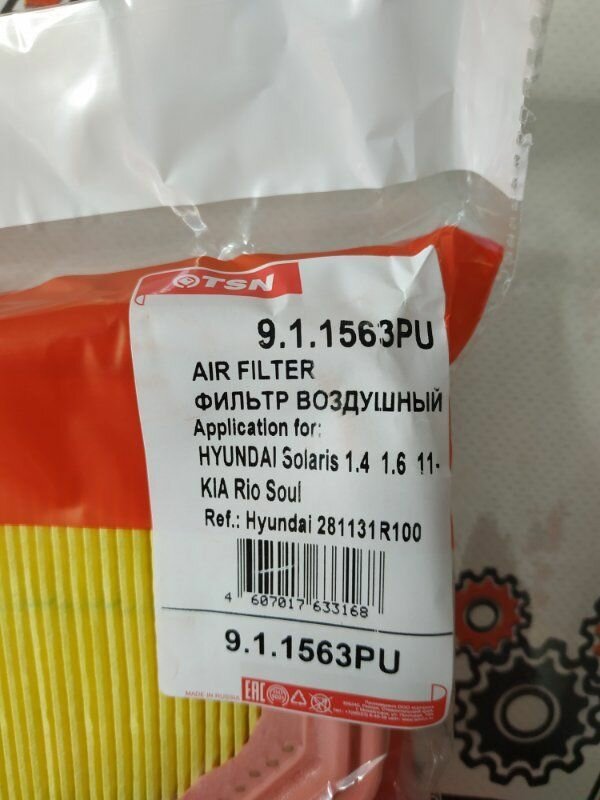 TSN
9.1.1563PU
AIR FILTER
ФИЛЬТР ВОЗДУШНЫЙ
Application for:
HYUNDAI Solaris 1.4 1.6 11-
KIA Rio Soul
Ref.: Hyundai 281131R100
4 607017 633168
9.1.1563PU
MADE IN RUSSIA EAC